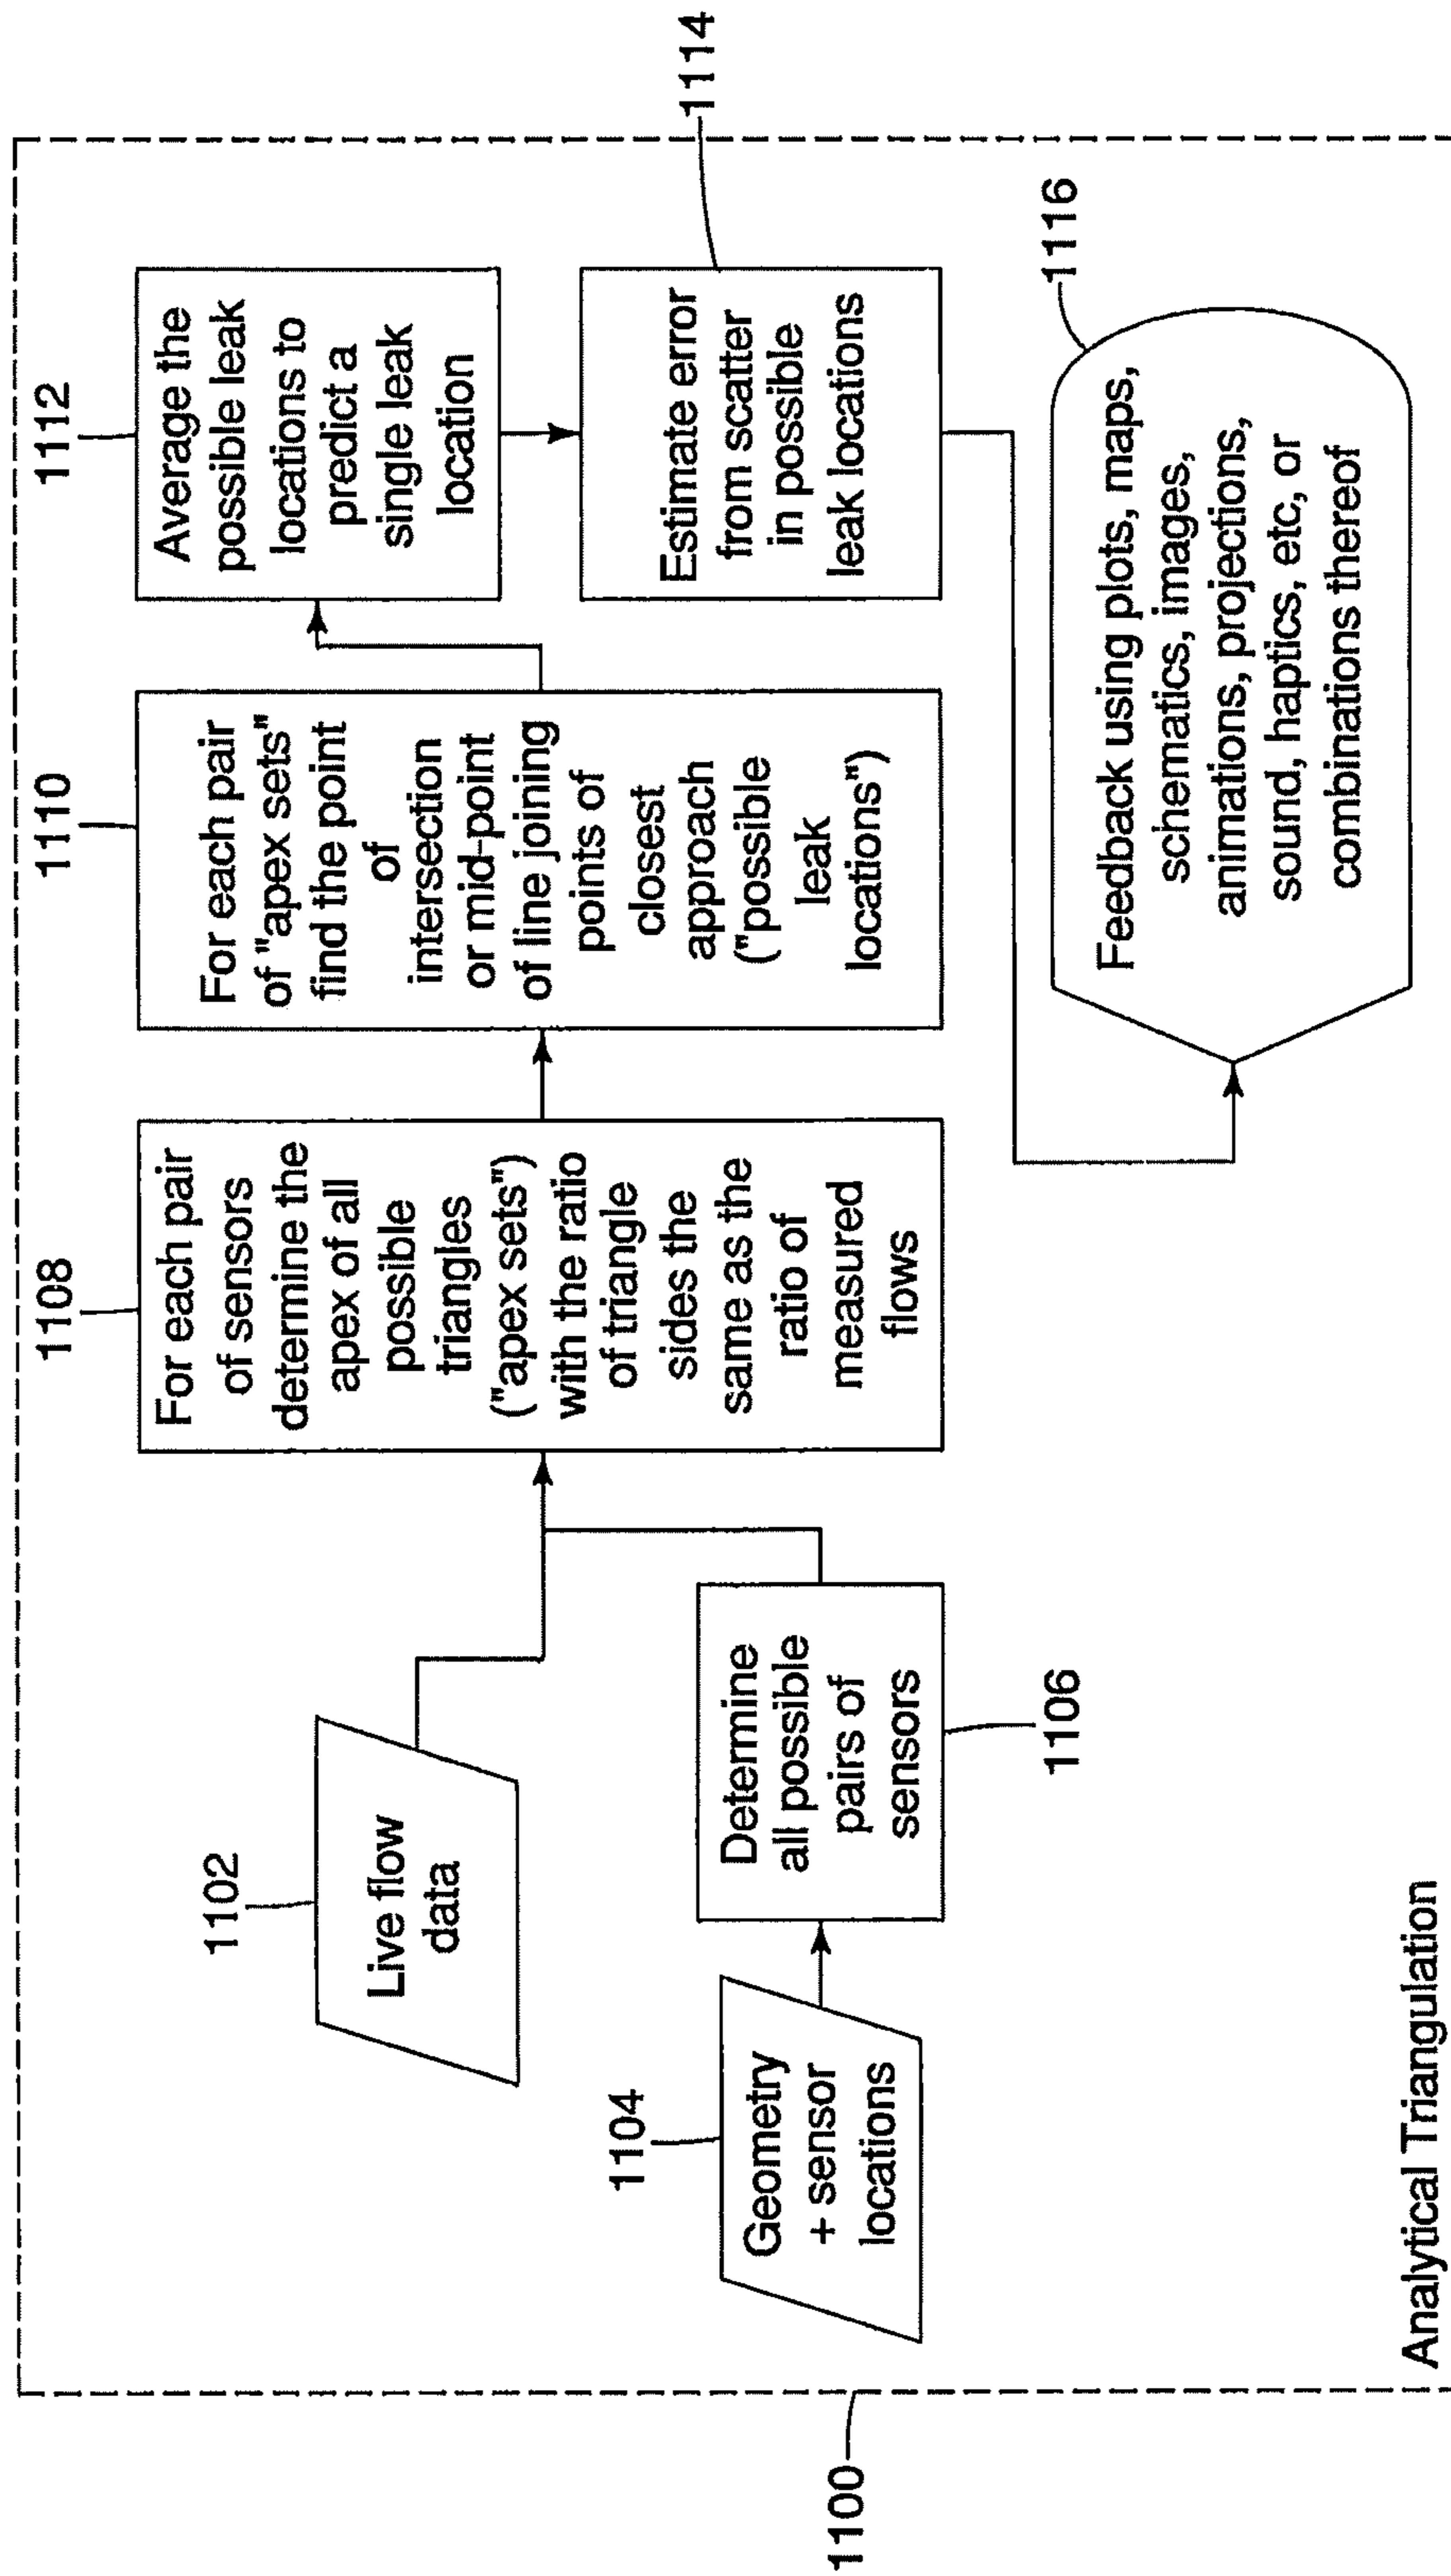 1102
Live flow
data
1104
Geometry
+ sensor
locations
Determine
all possible
pairs of
sensors
1106
1108
For each pair
of sensors
determine the
apex of all
possible
triangles
("apex sets")
with the ratio
of triangle
sides the
same as the
ratio of
measured
flows
1110
For each pair
of "apex sets"
find the point
of
intersection
or mid-point
of line joining
points of
closest
approach
("possible
leak
locations")
1112
Average the
possible leak
locations to
predict a
single leak
location
1114
Estimate error
from scatter
in possible
leak locations
1116
Feedback using plots, maps,
schematics, images,
animations, projections,
sound, haptics, etc, or
combinations thereof
1100
Analytical Triangulation